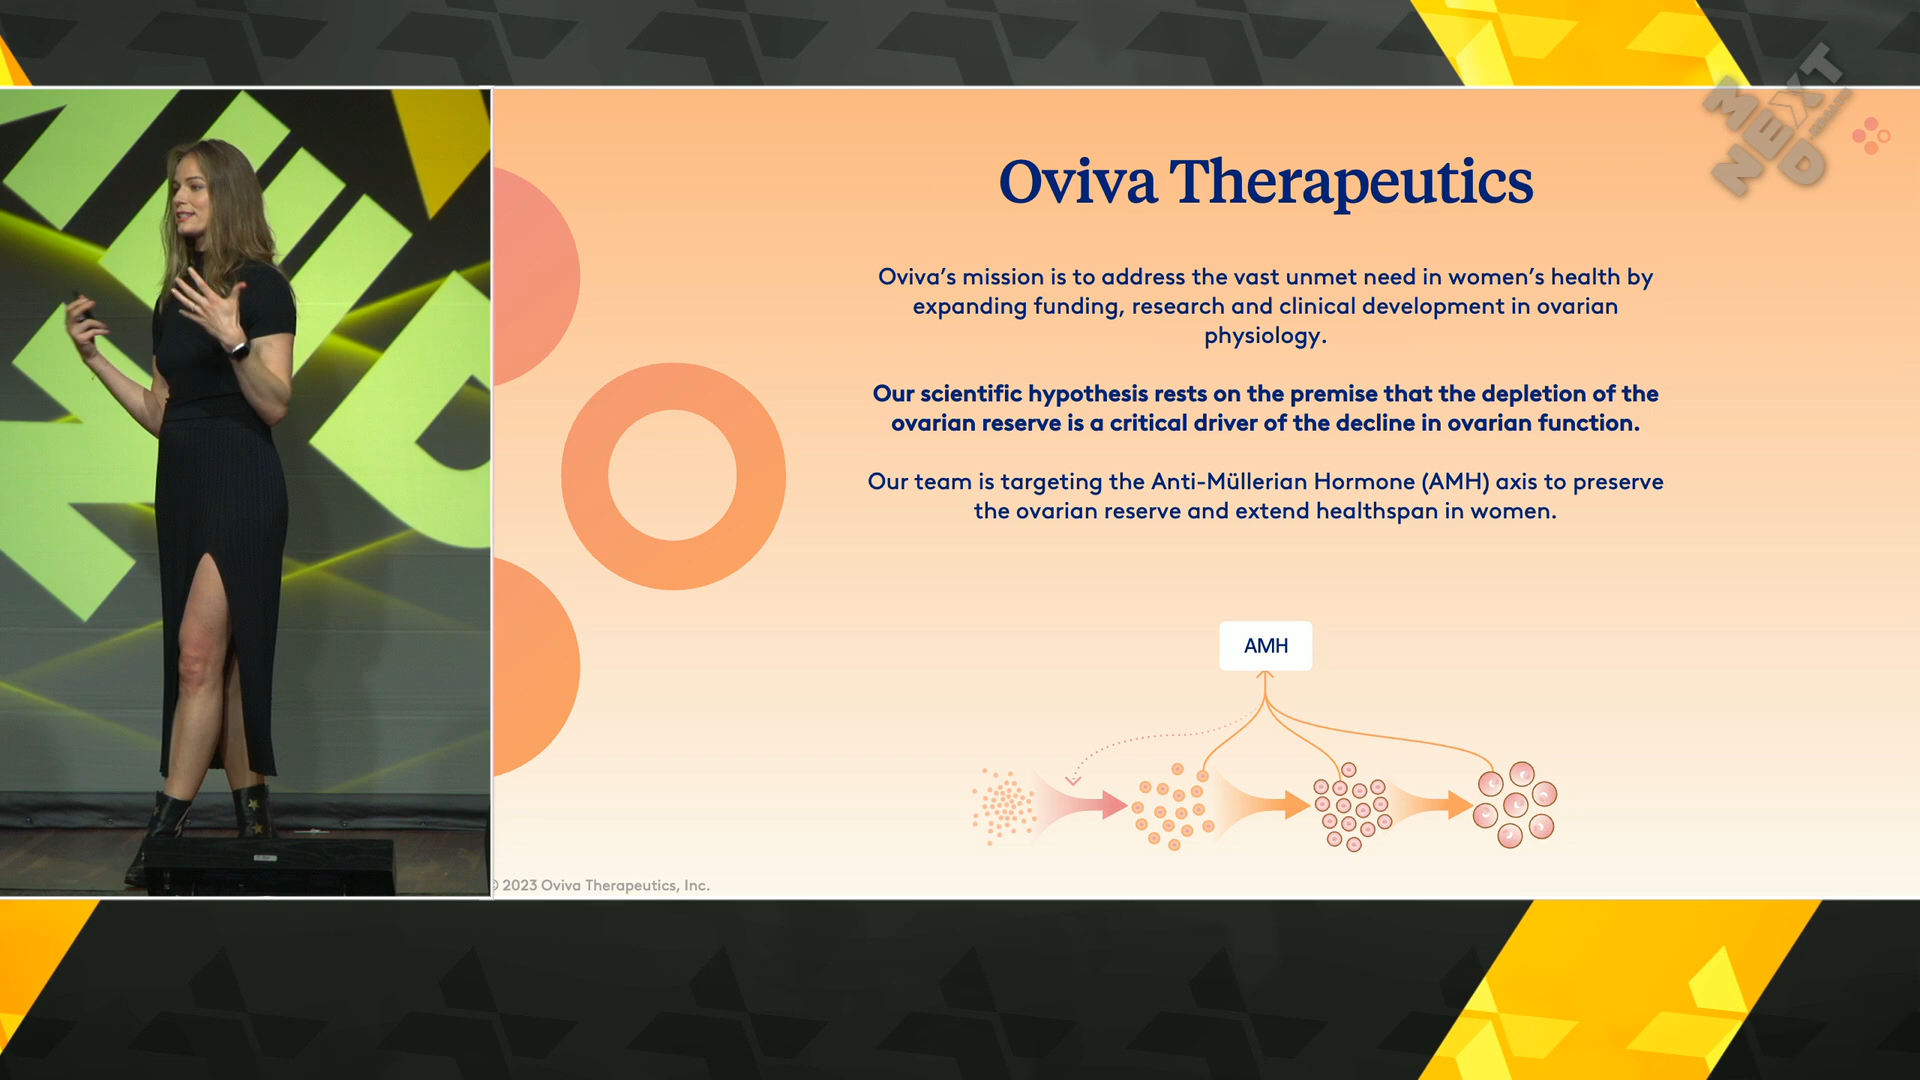 Oviva Therapeutics
Oviva’s mission is to address the vast unmet need in women’s health by
expanding funding, research and clinical development in ovarian
physiology.
Our scientific hypothesis rests on the premise that the depletion of the
ovarian reserve is a critical driver of the decline in ovarian function.
Our team is targeting the Anti-Müllerian Hormone (AMH) axis to preserve
the ovarian reserve and extend healthspan in women.
AMH
© 2023 Oviva Therapeutics, Inc.
NEXT
MED